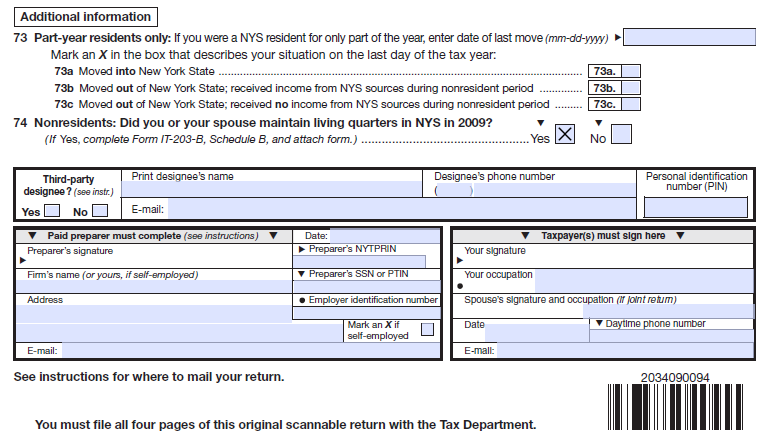 Additional information
73 Part-year residents only: If you were a NYS resident for only part of the year, enter date of last move (mm-dd-yyyy) ►
Mark an X in the box that describes your situation on the last day of the tax year:
73a Moved into New York State ........ 73a.
73b Moved out of New York State; received income from NYS sources during nonresident period ........ 73b.
73c Moved out of New York State; received no income from NYS sources during nonresident period ........ 73c.
74 Nonresidents: Did you or your spouse maintain living quarters in NYS in 2009? ▼ ▼
(If Yes, complete Form IT-203-B, Schedule B, and attach form.) ........ Yes X No
Third-party designee? (see instr.)
Yes No
Print designee's name
Designee's phone number
( )
Personal identification number (PIN)
E-mail:
▼ Paid preparer must complete (see instructions) ▼ Date:
Preparer's signature
►
► Preparer's NYTPRIN
Firm's name (or yours, if self-employed)
▼ Preparer's SSN or PTIN
Address
● Employer identification number
Mark an X if self-employed
E-mail:
▼ Taxpayer(s) must sign here ▼
Your signature
►
Your occupation
●
Spouse's signature and occupation (if joint return)
Date
▼ Daytime phone number
E-mail:
See instructions for where to mail your return.
2034090094
You must file all four pages of this original scannable return with the Tax Department.